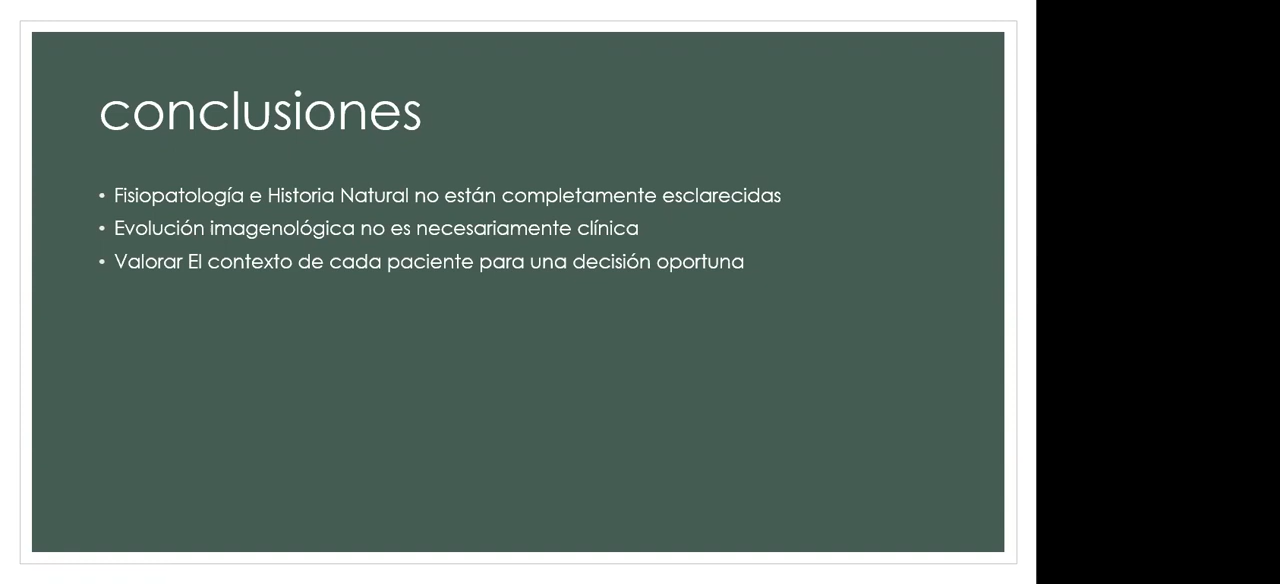 conclusiones
• Fisiopatología e Historia Natural no están completamente esclarecidas
• Evolución imagenológica no es necesariamente clínica
• Valorar El contexto de cada paciente para una decisión oportuna